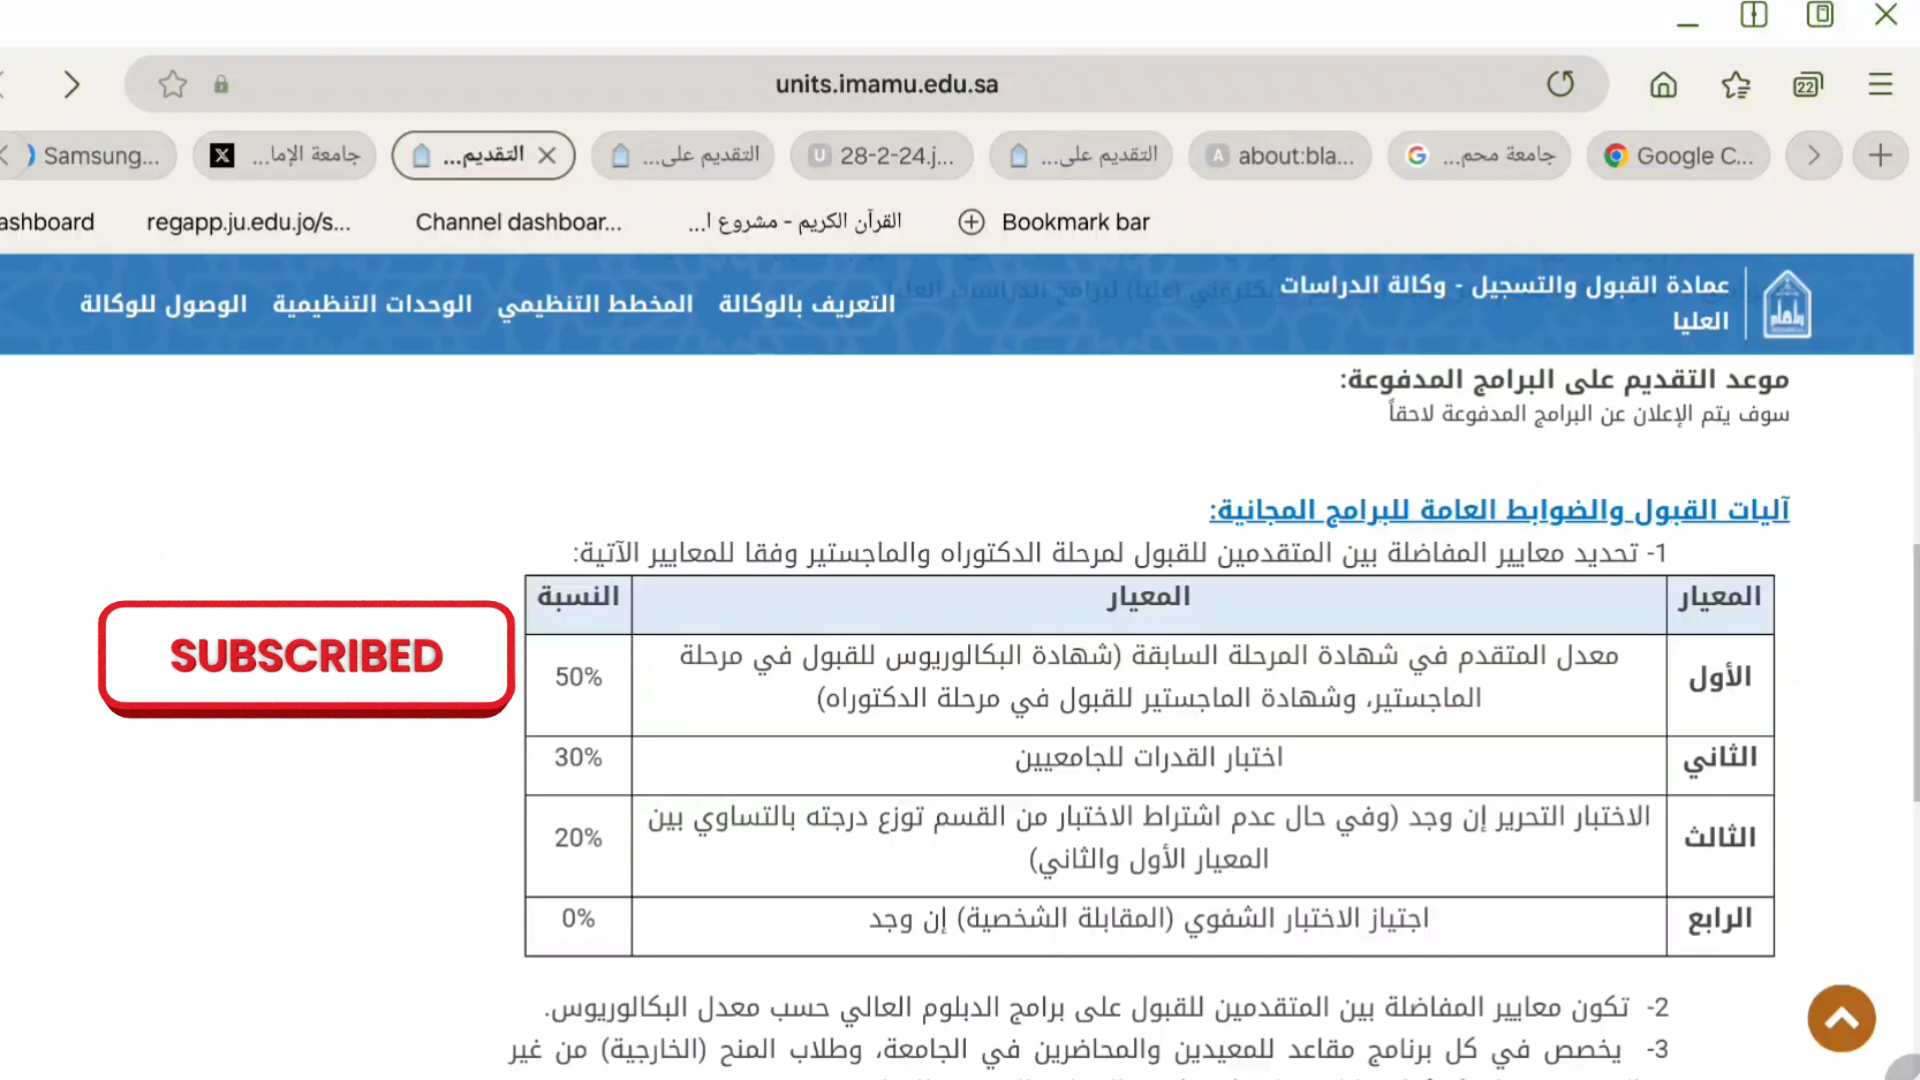 units.imamu.edu.sa
22
Samsung...
جامعة الإما...
التقديم...
التقديم على...
28-2-24.j...
التقديم على...
about:bla...
جامعة محم...
Google C...
ashboard
regapp.ju.edu.jo/s...
Channel dashboar...
القرآن الكريم - مشروع ا...
Bookmark bar
عمادة القبول والتسجيل - وكالة الدراسات
العليا
التعريف بالوكالة
المخطط التنظيمي
الوحدات التنظيمية
الوصول للوكالة
موعد التقديم على البرامج المدفوعة:
سوف يتم الإعلان عن البرامج المدفوعة لاحقاً
آليات القبول والضوابط العامة للبرامج المجانية:
1- تحديد معايير المفاضلة بين المتقدمين للقبول لمرحلة الدكتوراه والماجستير وفقا للمعايير الآتية:
المعيار المعيار النسبة
الأول
معدل المتقدم في شهادة المرحلة السابقة (شهادة البكالوريوس للقبول في مرحلة
الماجستير، وشهادة الماجستير للقبول في مرحلة الدكتوراه)
50%
الثاني اختبار القدرات للجامعيين 30%
الثالث
الاختبار التحرير إن وجد (وفي حال عدم اشتراط الاختبار من القسم توزع درجته بالتساوي بين
المعيار الأول والثاني)
20%
الرابع اجتياز الاختبار الشفوي (المقابلة الشخصية) إن وجد 0%
SUBSCRIBED
2- تكون معايير المفاضلة بين المتقدمين للقبول على برامج الدبلوم العالي حسب معدل البكالوريوس.
3- يخصص في كل برنامج مقاعد للمعيدين والمحاضرين في الجامعة، وطلاب المنح (الخارجية) من غير